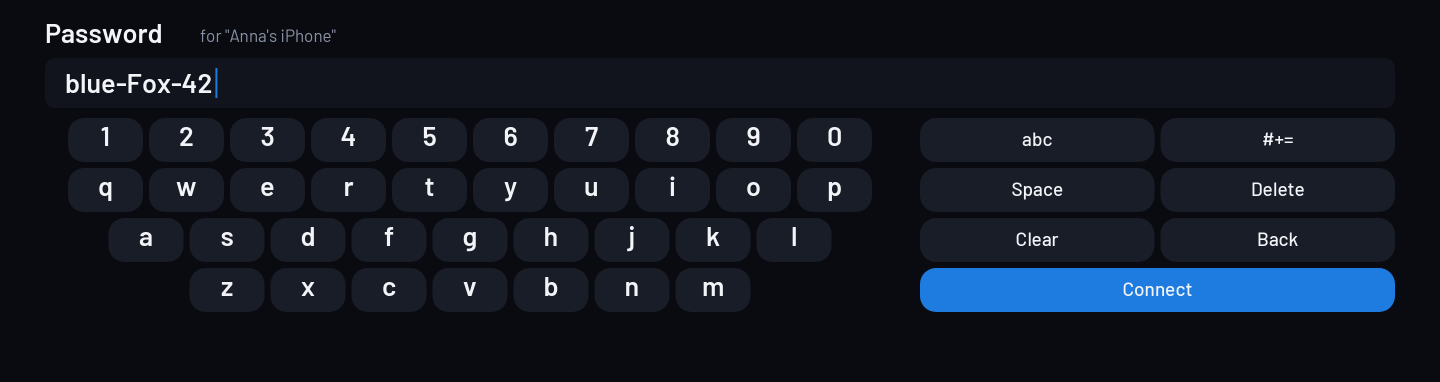 Password for "Anna's iPhone"
blue-Fox-42
1 2 3 4 5 6 7 8 9 0 abc #+=
q w e r t y u i o p Space Delete
a s d f g h j k l Clear Back
z x c v b n m Connect